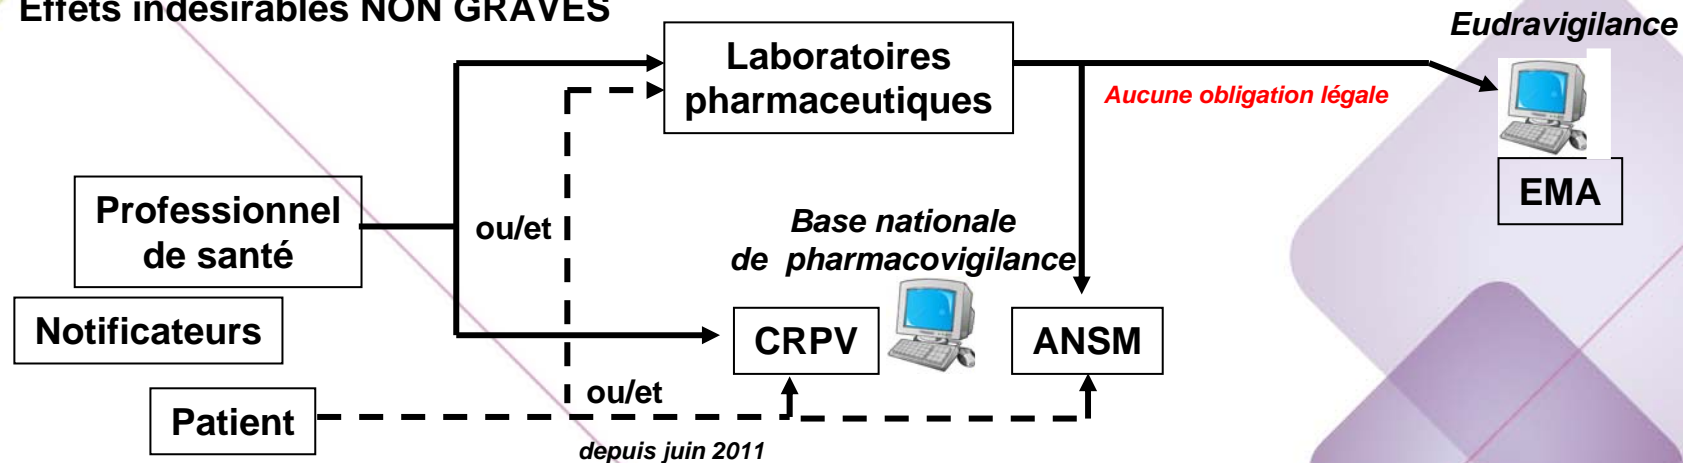 Effets indésirables NON GRAVES
Eudravigilance
Laboratoires
pharmaceutiques
Aucune obligation légale
EMA
Professionnel
de santé
ou/et
Base nationale
de pharmacovigilance
Notificateurs
CRPV
ANSM
ou/et
Patient
depuis juin 2011